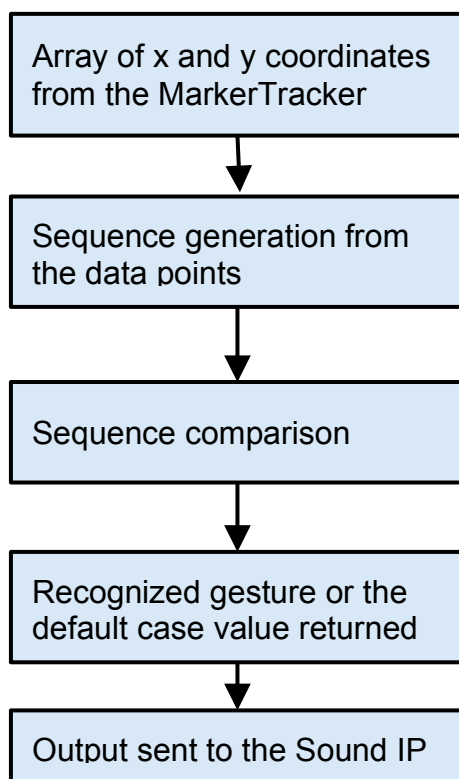 Array of x and y coordinates
from the MarkerTracker
Sequence generation from
the data points
Sequence comparison
Recognized gesture or the
default case value returned
Output sent to the Sound IP